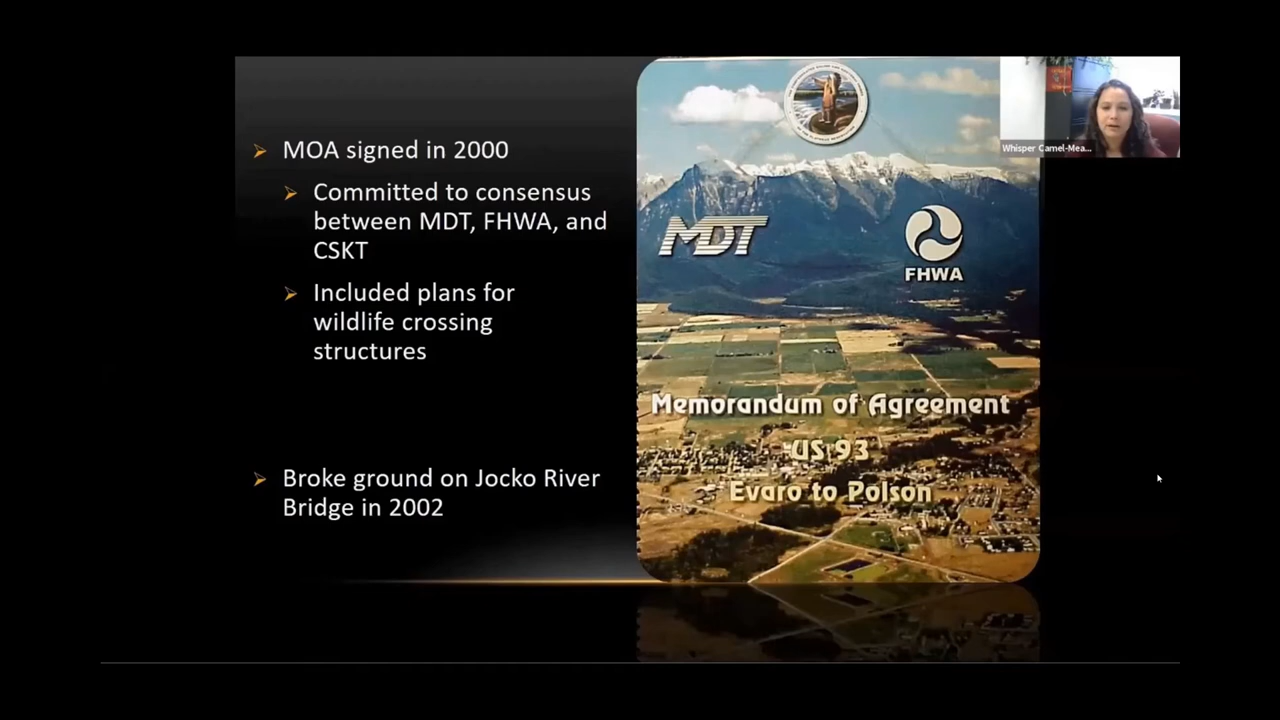 MOA signed in 2000
Committed to consensus
between MDT, FHWA, and
CSKT
Included plans for
wildlife crossing
structures
Broke ground on Jocko River
Bridge in 2002
MDT
FHWA
Memorandum of Agreement
US 93
Evaro to Polson
Whisper Camel-Mea...